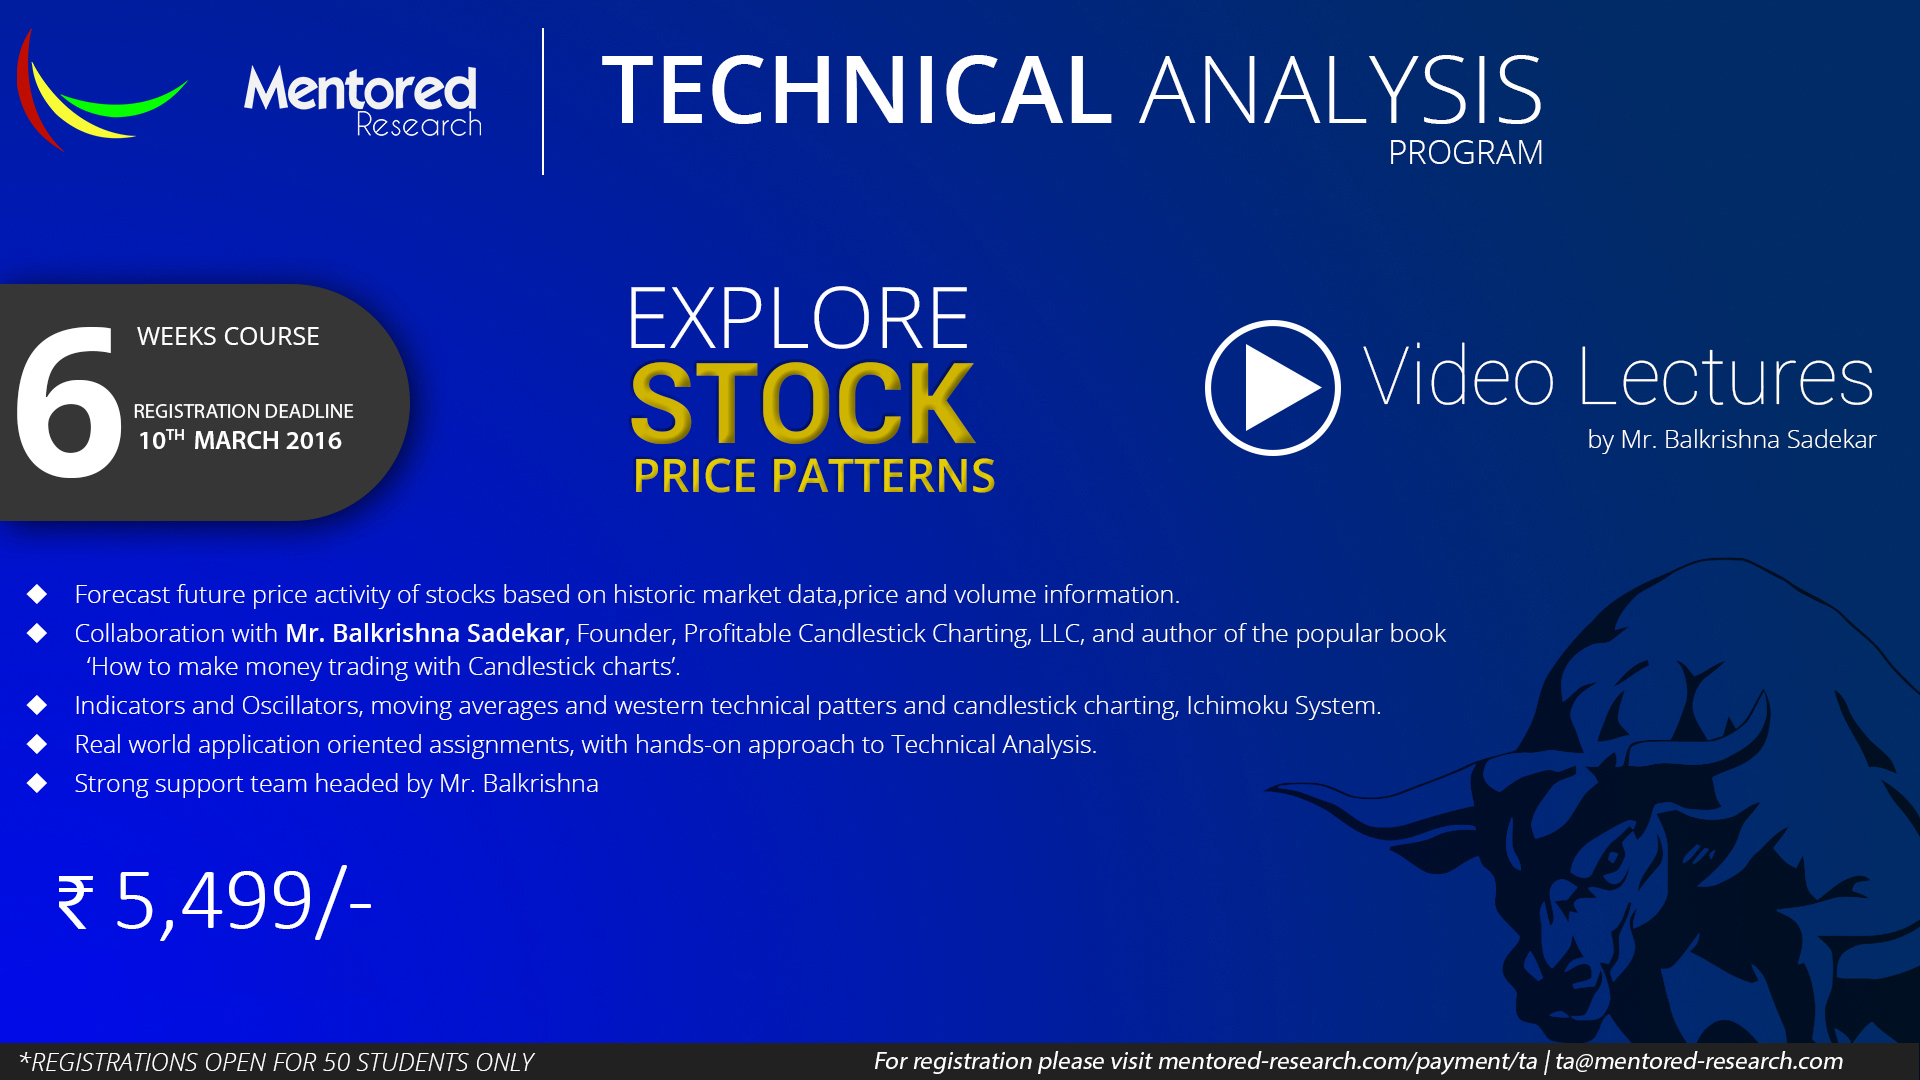 Mentored
Research
TECHNICAL ANALYSIS
PROGRAM
6 WEEKS COURSE
REGISTRATION DEADLINE
10TH MARCH 2016
EXPLORE
STOCK
PRICE PATTERNS
Video Lectures
by Mr. Balkrishna Sadekar
Forecast future price activity of stocks based on historic market data,price and volume information.
Collaboration with Mr. Balkrishna Sadekar, Founder, Profitable Candlestick Charting, LLC, and author of the popular book
‘How to make money trading with Candlestick charts’.
Indicators and Oscillators, moving averages and western technical patters and candlestick charting, Ichimoku System.
Real world application oriented assignments, with hands-on approach to Technical Analysis.
Strong support team headed by Mr. Balkrishna
₹ 5,499/-
*REGISTRATIONS OPEN FOR 50 STUDENTS ONLY
For registration please visit mentored-research.com/payment/ta | ta@mentored-research.com